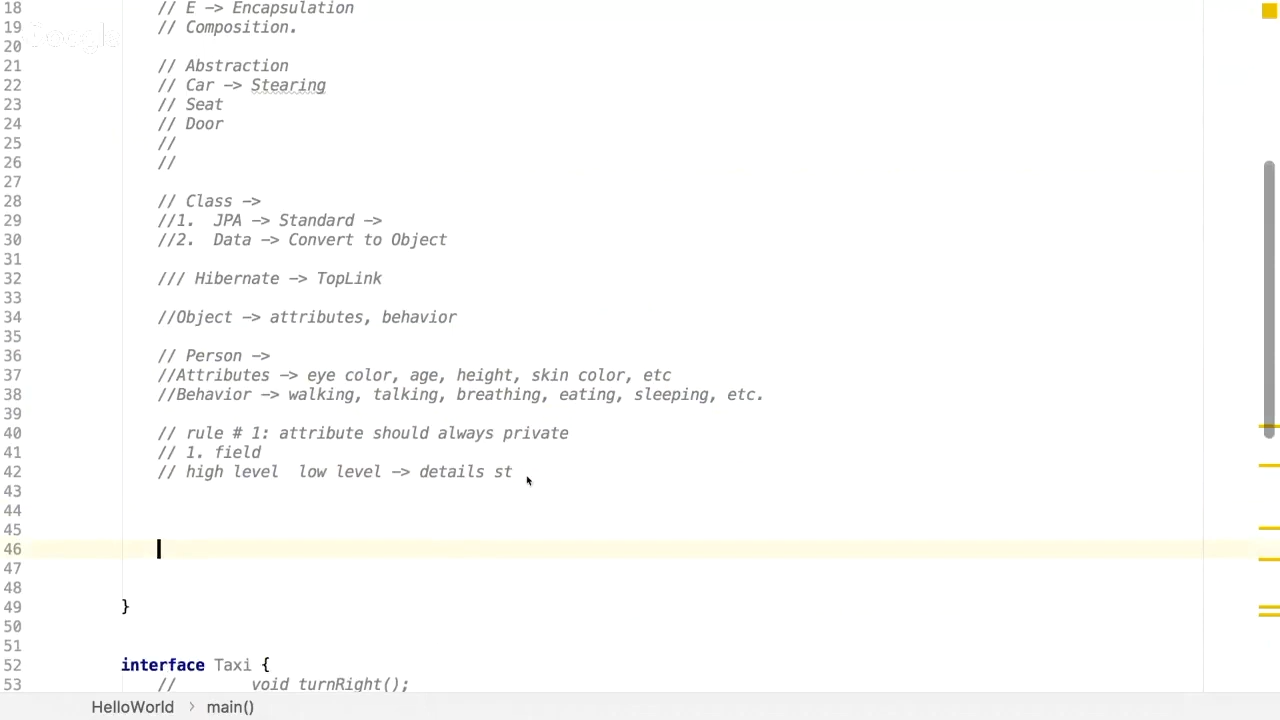 18 // E -> Encapsulation
19 // Composition.
Google
20
21 // Abstraction
22 // Car -> Stearing
23 // Seat
24 // Door
25 //
26 //
27
28 // Class ->
29 //1.  JPA -> Standard ->
30 //2.  Data -> Convert to Object
31
32 /// Hibernate -> TopLink
33
34 //Object -> attributes, behavior
35
36 // Person ->
37 //Attributes -> eye color, age, height, skin color, etc
38 //Behavior -> walking, talking, breathing, eating, sleeping, etc.
39
40 // rule # 1: attribute should always private
41 // 1. field
42 // high level  low level -> details st
43
44
45
46
47
48
49 }
50
51
52 interface Taxi {
53 //        void turnRight();
HelloWorld > main()